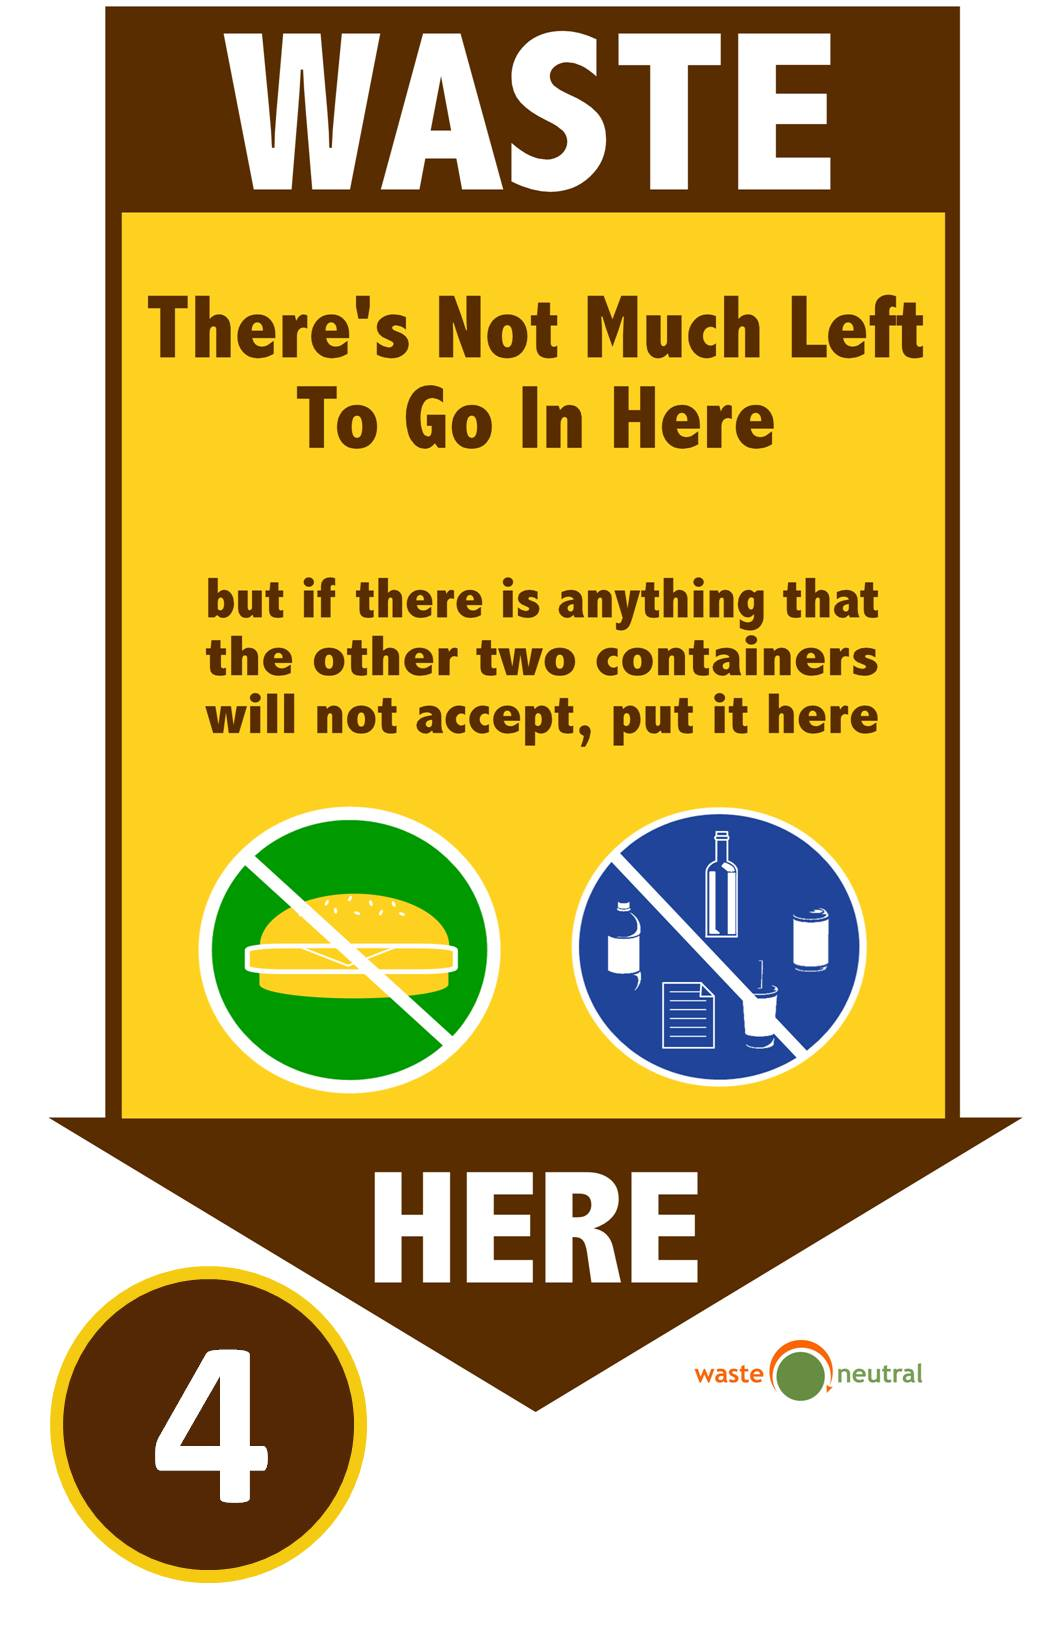 WASTE
There's Not Much Left
To Go In Here
but if there is anything that
the other two containers
will not accept, put it here
HERE
4
waste neutral